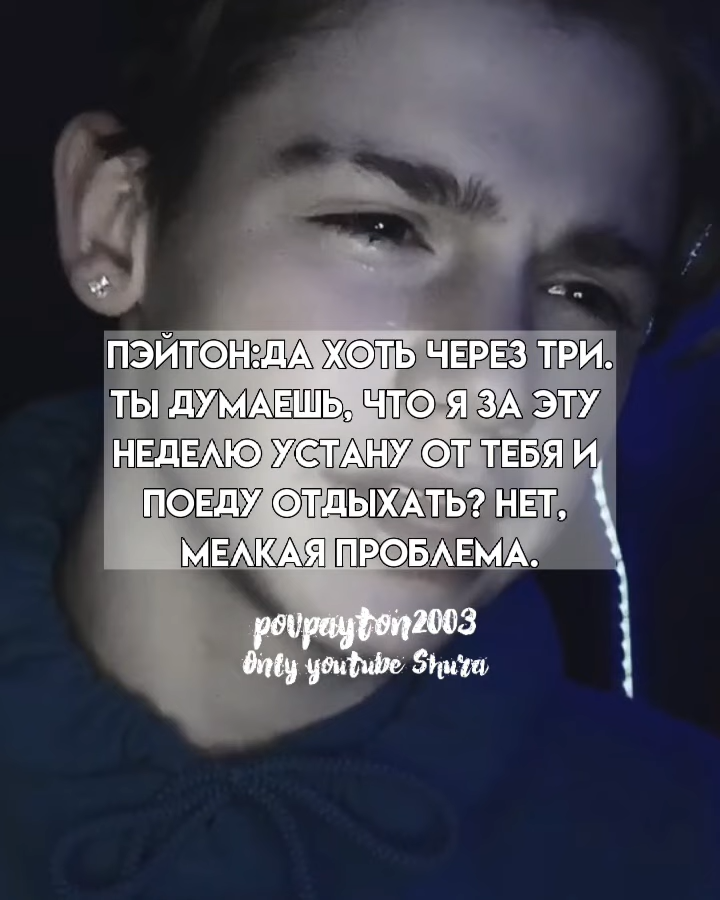 ПЭЙТОН:ДА ХОТЬ ЧЕРЕЗ ТРИ.
ТЫ ДУМАЕШЬ, ЧТО Я ЗА ЭТУ
НЕДЕЛЮ УСТАНУ ОТ ТЕБЯ И
ПОЕДУ ОТДЫХАТЬ? НЕТ,
МЕЛКАЯ ПРОБЛЕМА.
povpayton2003
Only youtube Shura